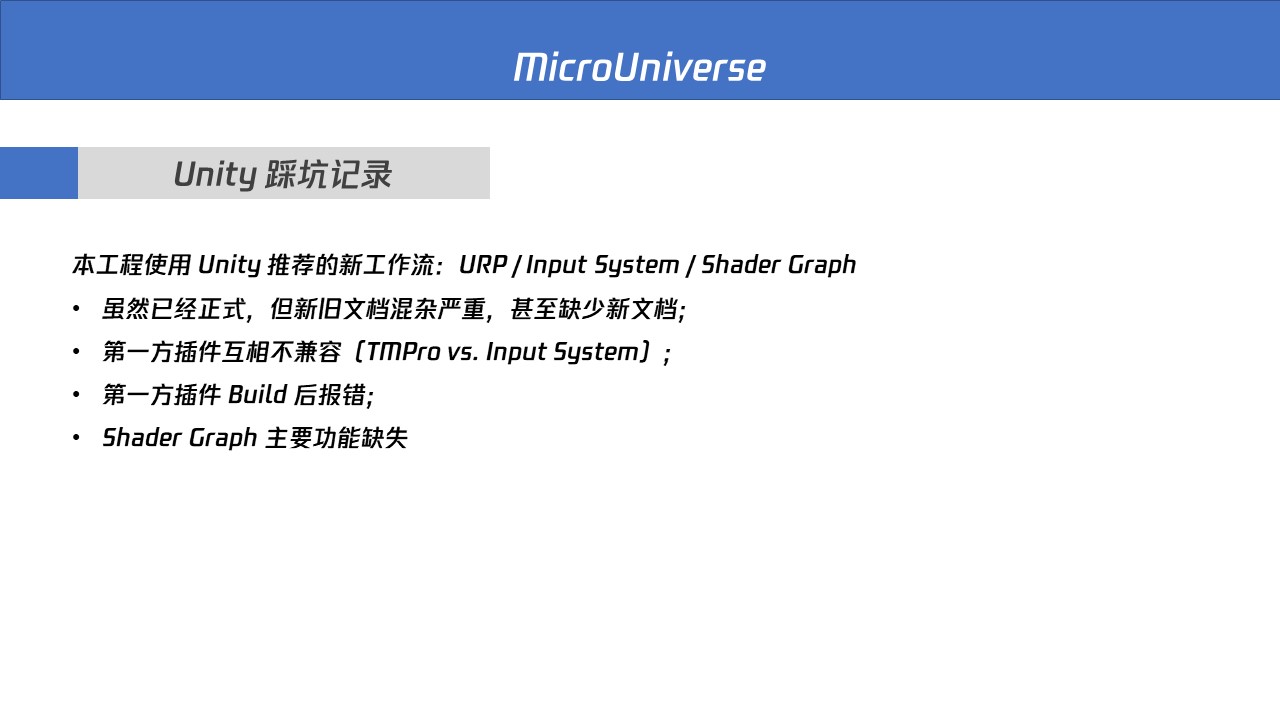 MicroUniverse
Unity 踩坑记录
本工程使用 Unity 推荐的新工作流：URP / Input System / Shader Graph
• 虽然已经正式，但新旧文档混杂严重，甚至缺少新文档；
• 第一方插件互相不兼容（TMPro vs. Input System）；
• 第一方插件 Build 后报错；
• Shader Graph 主要功能缺失